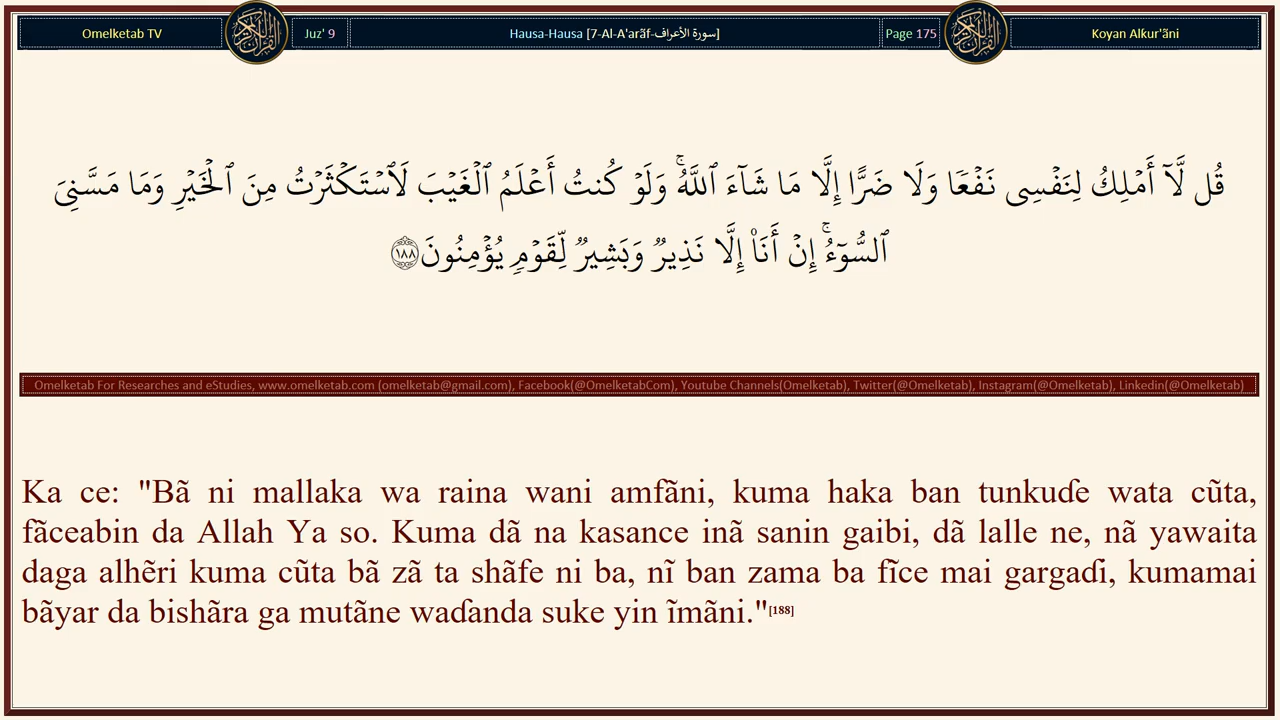 Omelketab TV
Juz' 9
Hausa-Hausa [7-Al-A'arãf-سورة الأعراف]
Page 175
Koyan Alƙur'ãni
قُل لَّآ أَمۡلِكُ لِنَفۡسِى نَفۡعًا وَلَا ضَرًّا إِلَّا مَا شَآءَ ٱللَّهُۚ وَلَوۡ كُنتُ أَعۡلَمُ ٱلۡغَيۡبَ لَٱسۡتَكۡثَرۡتُ مِنَ ٱلۡخَيۡرِ وَمَا مَسَّنِىَ
ٱلسُّوٓءُۚ إِنۡ أَنَا۠ إِلَّا نَذِيرٌ وَبَشِيرٌ لِّقَوۡمٍ يُؤۡمِنُونَ ١٨٨
Omelketab For Researches and eStudies, www.omelketab.com (omelketab@gmail.com), Facebook(@OmelketabCom), Youtube Channels(Omelketab), Twitter(@Omelketab), Instagram(@Omelketab), Linkedin(@Omelketab)
Ka ce: "Bã ni mallaka wa raina wani amfãni, kuma haka ban tunkuɗe wata cũta,
fãceabin da Allah Ya so. Kuma dã na kasance inã sanin gaibi, dã lalle ne, nã yawaita
daga alhẽri kuma cũta bã zã ta shãfe ni ba, nĩ ban zama ba fĩce mai gargaɗi, kumamai
bãyar da bishãra ga mutãne waɗanda suke yin ĩmãni."[188]